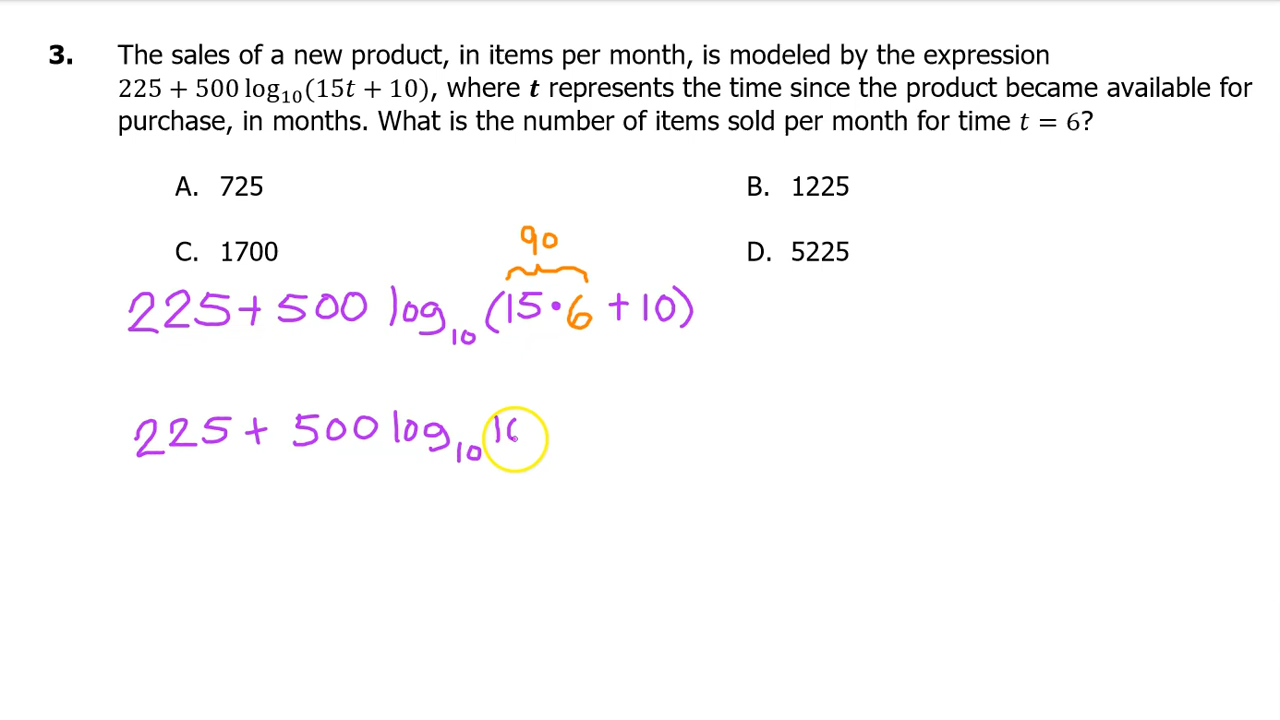 3. The sales of a new product, in items per month, is modeled by the expression
225 + 500 log₁₀(15t + 10), where t represents the time since the product became available for
purchase, in months. What is the number of items sold per month for time t = 6?
A. 725 B. 1225
C. 1700 D. 5225
90
225 + 500 log₁₀ (15 · 6 + 10)
225 + 500 log₁₀